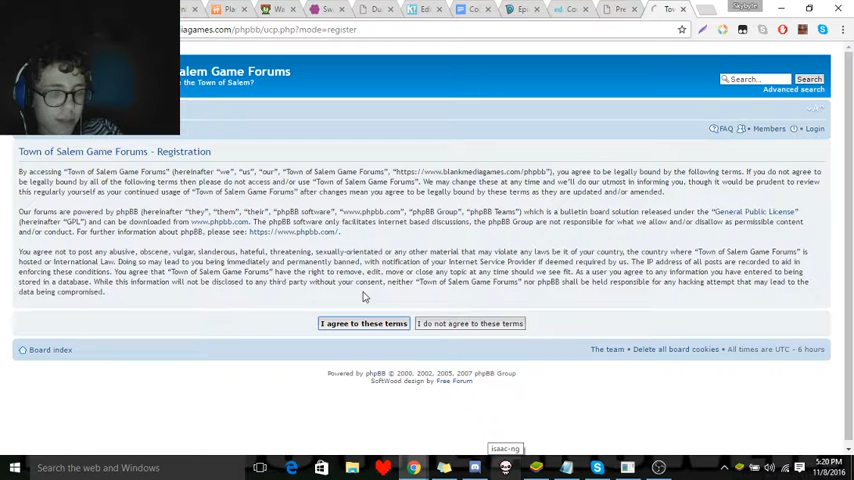 Pla
Wa
Sw
Du
Edi
Co
Epi
Co
Pre
Tow
Skybyte
iagames.com/phpbb/ucp.php?mode=register
Salem Game Forums
the Town of Salem?
Search...
Search
Advanced search
FAQ Members Login
Town of Salem Game Forums - Registration
By accessing "Town of Salem Game Forums" (hereinafter "we", "us", "our", "Town of Salem Game Forums", "https://www.blankmediagames.com/phpbb"), you agree to be legally bound by the following terms. If you do not agree to
be legally bound by all of the following terms then please do not access and/or use "Town of Salem Game Forums". We may change these at any time and we'll do our utmost in informing you, though it would be prudent to review
this regularly yourself as your continued usage of "Town of Salem Game Forums" after changes mean you agree to be legally bound by these terms as they are updated and/or amended.
Our forums are powered by phpBB (hereinafter "they", "them", "their", "phpBB software", "www.phpbb.com", "phpBB Group", "phpBB Teams") which is a bulletin board solution released under the "General Public License"
(hereinafter "GPL") and can be downloaded from www.phpbb.com. The phpBB software only facilitates internet based discussions, the phpBB Group are not responsible for what we allow and/or disallow as permissible content
and/or conduct. For further information about phpBB, please see: https://www.phpbb.com/.
You agree not to post any abusive, obscene, vulgar, slanderous, hateful, threatening, sexually-orientated or any other material that may violate any laws be it of your country, the country where "Town of Salem Game Forums" is
hosted or International Law. Doing so may lead to you being immediately and permanently banned, with notification of your Internet Service Provider if deemed required by us. The IP address of all posts are recorded to aid in
enforcing these conditions. You agree that "Town of Salem Game Forums" have the right to remove, edit, move or close any topic at any time should we see fit. As a user you agree to any information you have entered to being
stored in a database. While this information will not be disclosed to any third party without your consent, neither "Town of Salem Game Forums" nor phpBB shall be held responsible for any hacking attempt that may lead to the
data being compromised.
I agree to these terms I do not agree to these terms
Board index
The team • Delete all board cookies • All times are UTC - 6 hours
Powered by phpBB © 2000, 2002, 2005, 2007 phpBB Group
SoftWood design by Free Forum
isaac-ng
Search the web and Windows
5:20 PM
11/8/2016